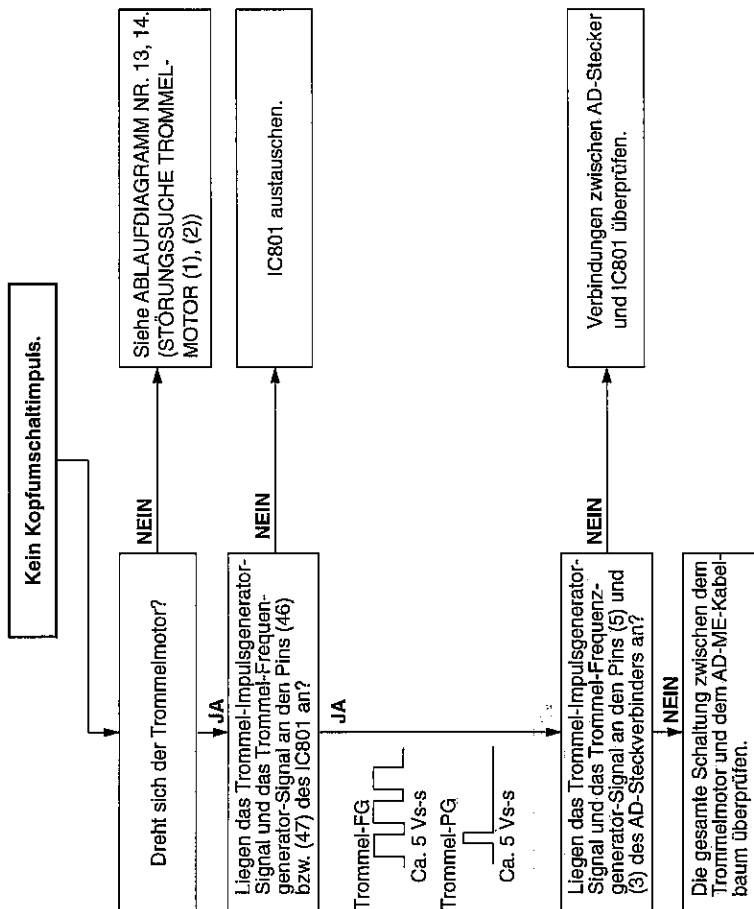 Kein Kopfumschaltimpuls.
Dreht sich der Trommelmotor?
NEIN
Siehe ABLAUFDIAGRAMM NR. 13, 14.
(STÖRUNGSSUCHE TROMMEL-
MOTOR (1), (2))
JA
Liegen das Trommel-Impulsgenerator-
Signal und das Trommel-Frequen-
generator-Signal an den Pins (46)
bzw. (47) des IC801 an?
NEIN
IC801 austauschen.
JA
Trommel-FG
Ca. 5 Vs-s
Trommel-PG
Ca. 5 Vs-s
Liegen das Trommel-Impulsgenerator-
Signal und das Trommel-Frequenz-
generator-Signal an den Pins (5) und
(3) des AD-Steckverbinders an?
NEIN
Verbindungen zwischen AD-Stecker
und IC801 überprüfen.
NEIN
Die gesamte Schaltung zwischen dem
Trommelmotor und dem AD-ME-Kabel-
baum überprüfen.